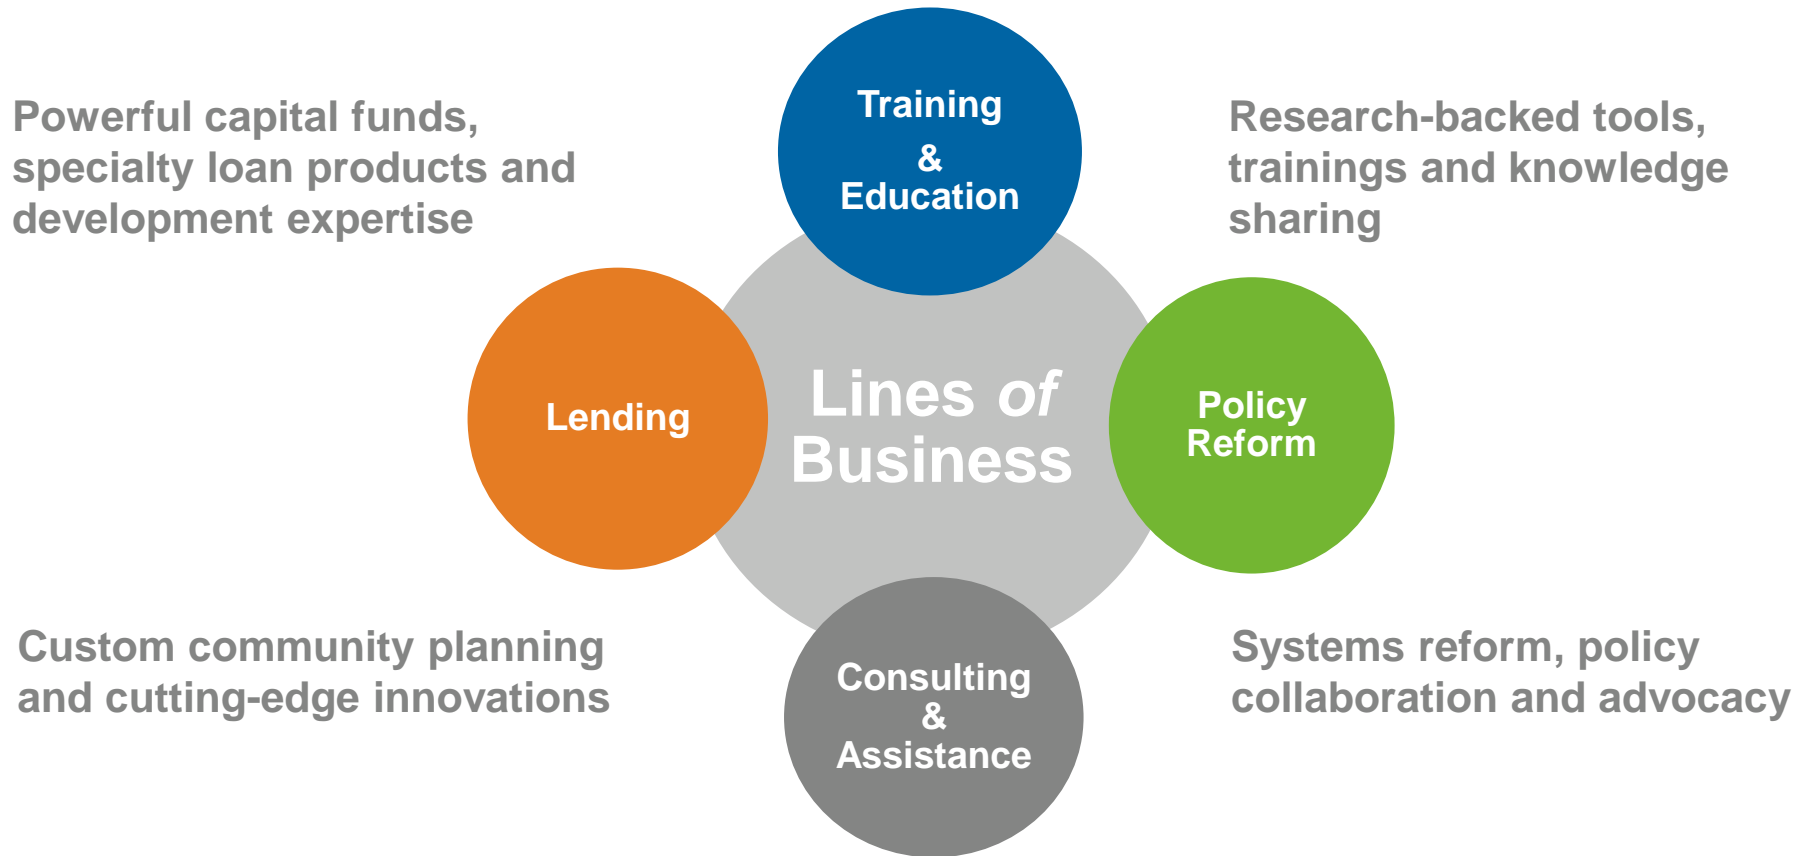 Training
&
Education
Powerful capital funds,
specialty loan products and
development expertise
Research-backed tools,
trainings and knowledge
sharing
Lending
Lines of
Business
Policy
Reform
Custom community planning
and cutting-edge innovations
Consulting
&
Assistance
Systems reform, policy
collaboration and advocacy